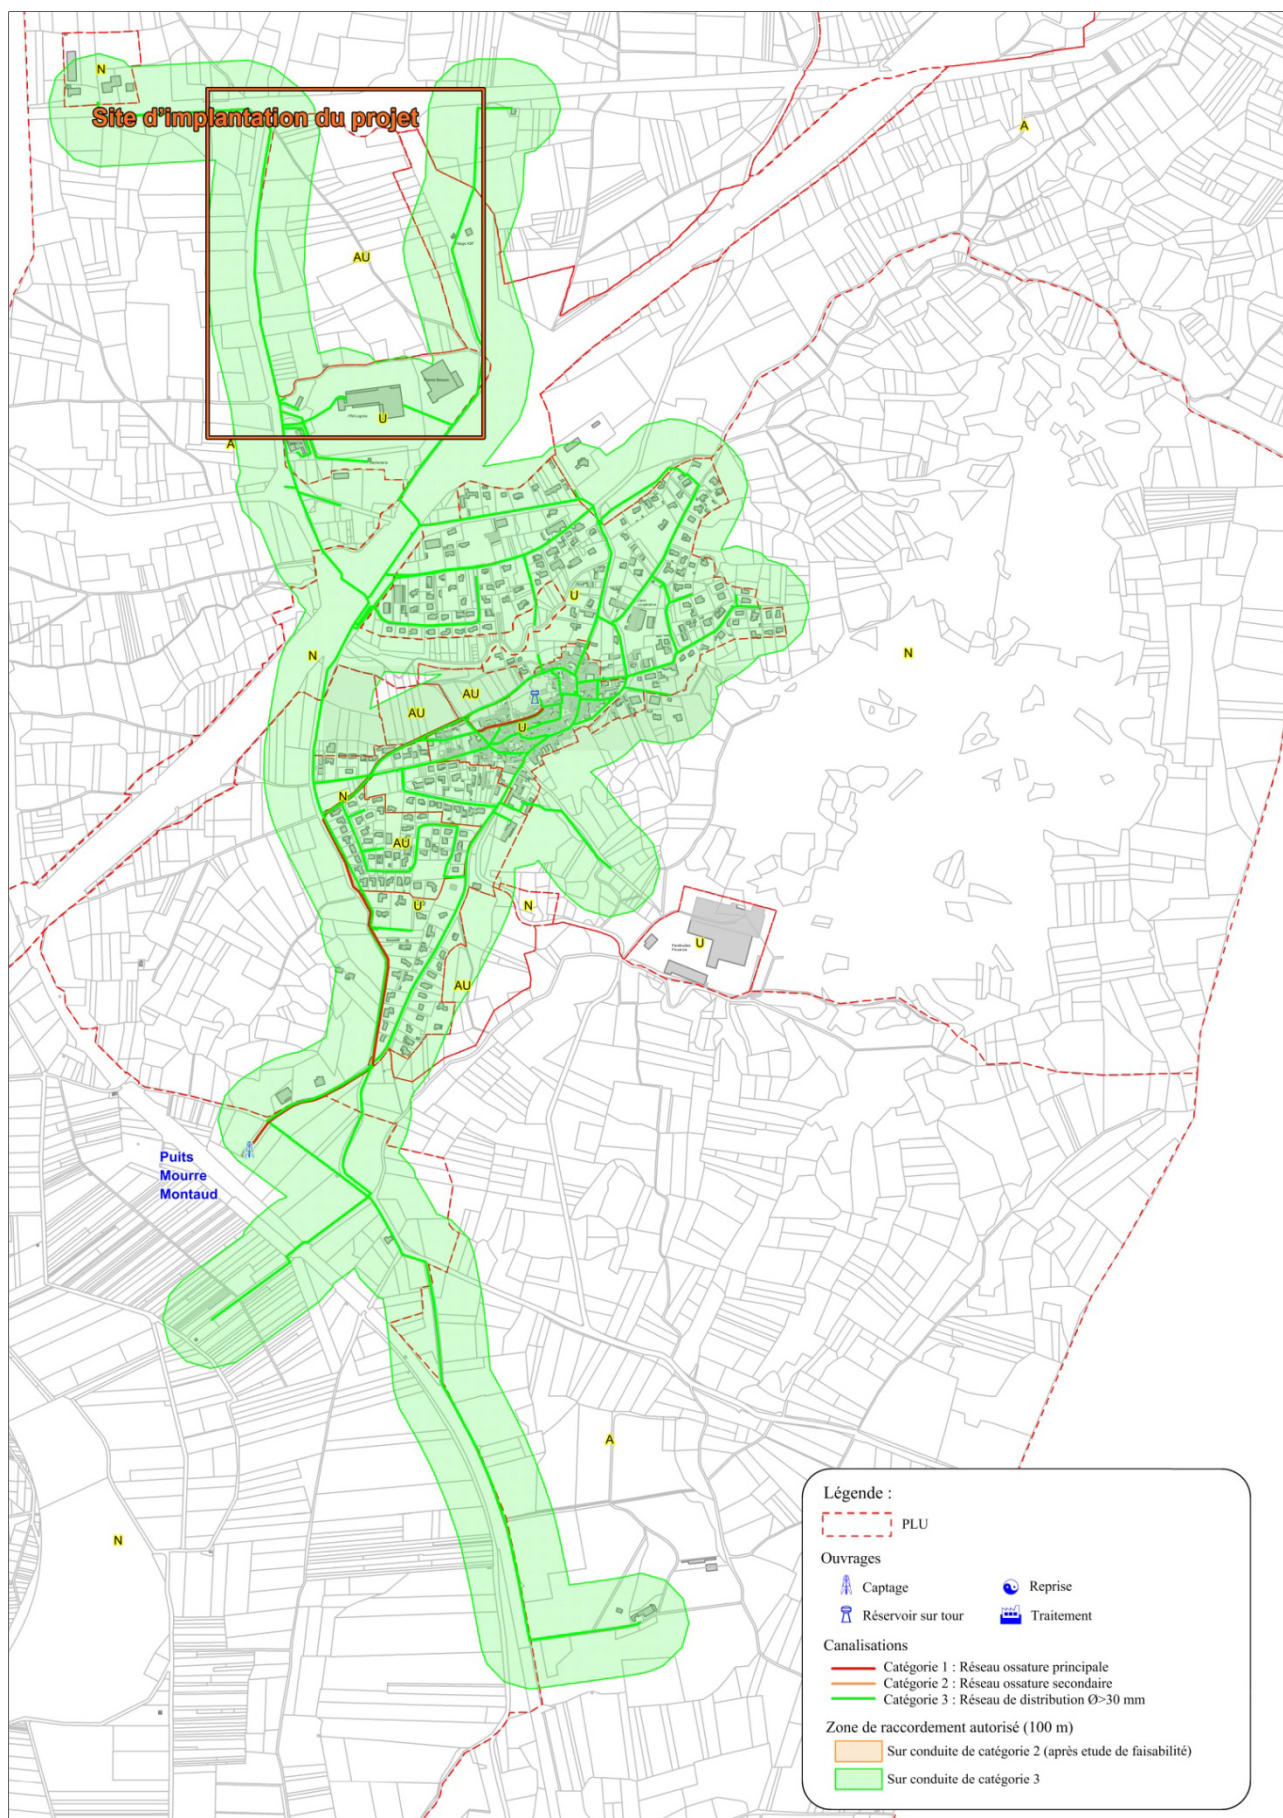 N
Site d'implantation du projet
A
AU
U
A
U
N
N
AU
AU
U
N
AU
U
N
U
AU
Puits
Mourre
Montaud
A
N
Légende :
PLU
Ouvrages
Captage
Reprise
Réservoir sur tour
Traitement
Canalisations
Catégorie 1 : Réseau ossature principale
Catégorie 2 : Réseau ossature secondaire
Catégorie 3 : Réseau de distribution Ø>30 mm
Zone de raccordement autorisé (100 m)
Sur conduite de catégorie 2 (après etude de faisabilité)
Sur conduite de catégorie 3